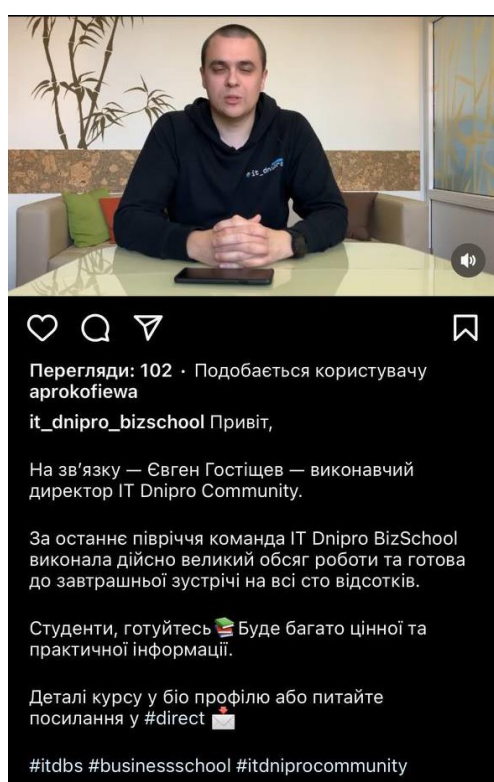 #it_dnipro
Перегляди: 102 · Подобається користувачу
aprokofiewa
it_dnipro_bizschool Привіт,
На зв’язку — Євген Гостіщев — виконавчий
директор IT Dnipro Community.
За останнє півріччя команда IT Dnipro BizSchool
виконала дійсно великий обсяг роботи та готова
до завтрашньої зустрічі на всі сто відсотків.
Студенти, готуйтесь📚Буде багато цінної та
практичної інформації.
Деталі курсу у біо профілю або питайте
посилання у #direct 📩
#itdbs #businessschool #itdniprocommunity